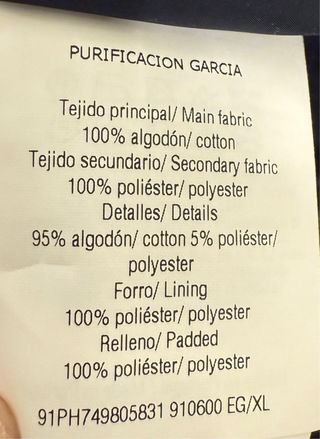 PURIFICACION GARCIA
Tejido principal/ Main fabric
100% algodón/ cotton
Tejido secundario/ Secondary fabric
100% poliéster/ polyester
Detalles/ Details
95% algodón/ cotton 5% poliéster/
polyester
Forro/ Lining
100% poliéster/ polyester
Relleno/ Padded
100% poliéster/ polyester
91PH749805831 910600 EG/XL